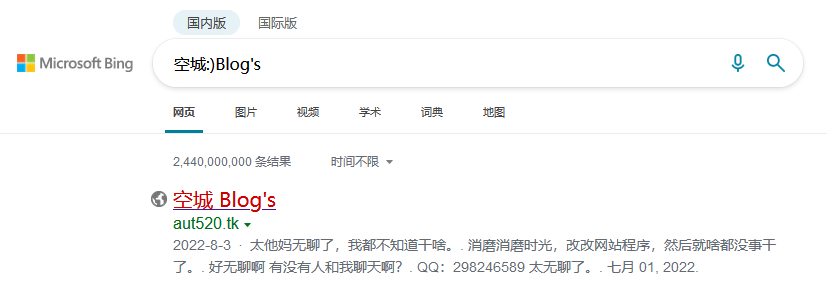 国内版 国际版
Microsoft Bing
空城:)Blog's
网页 图片 视频 学术 词典 地图
2,440,000,000 条结果 时间不限
空城 Blog's
aut520.tk
2022-8-3 · 太他妈无聊了，我都不知道干啥。. 消磨消磨时光，改改网站程序，然后就啥都没事干
了。. 好无聊啊 有没有人和我聊天啊？. QQ：298246589 太无聊了。. 七月 01, 2022.